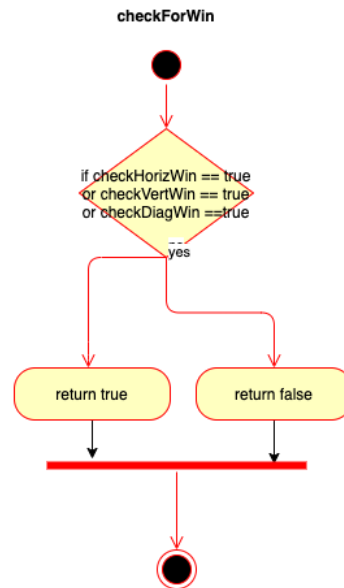 checkForWin
if checkHorizWin == true
or checkVertWin == true
or checkDiagWin ==true
yes
return true
return false